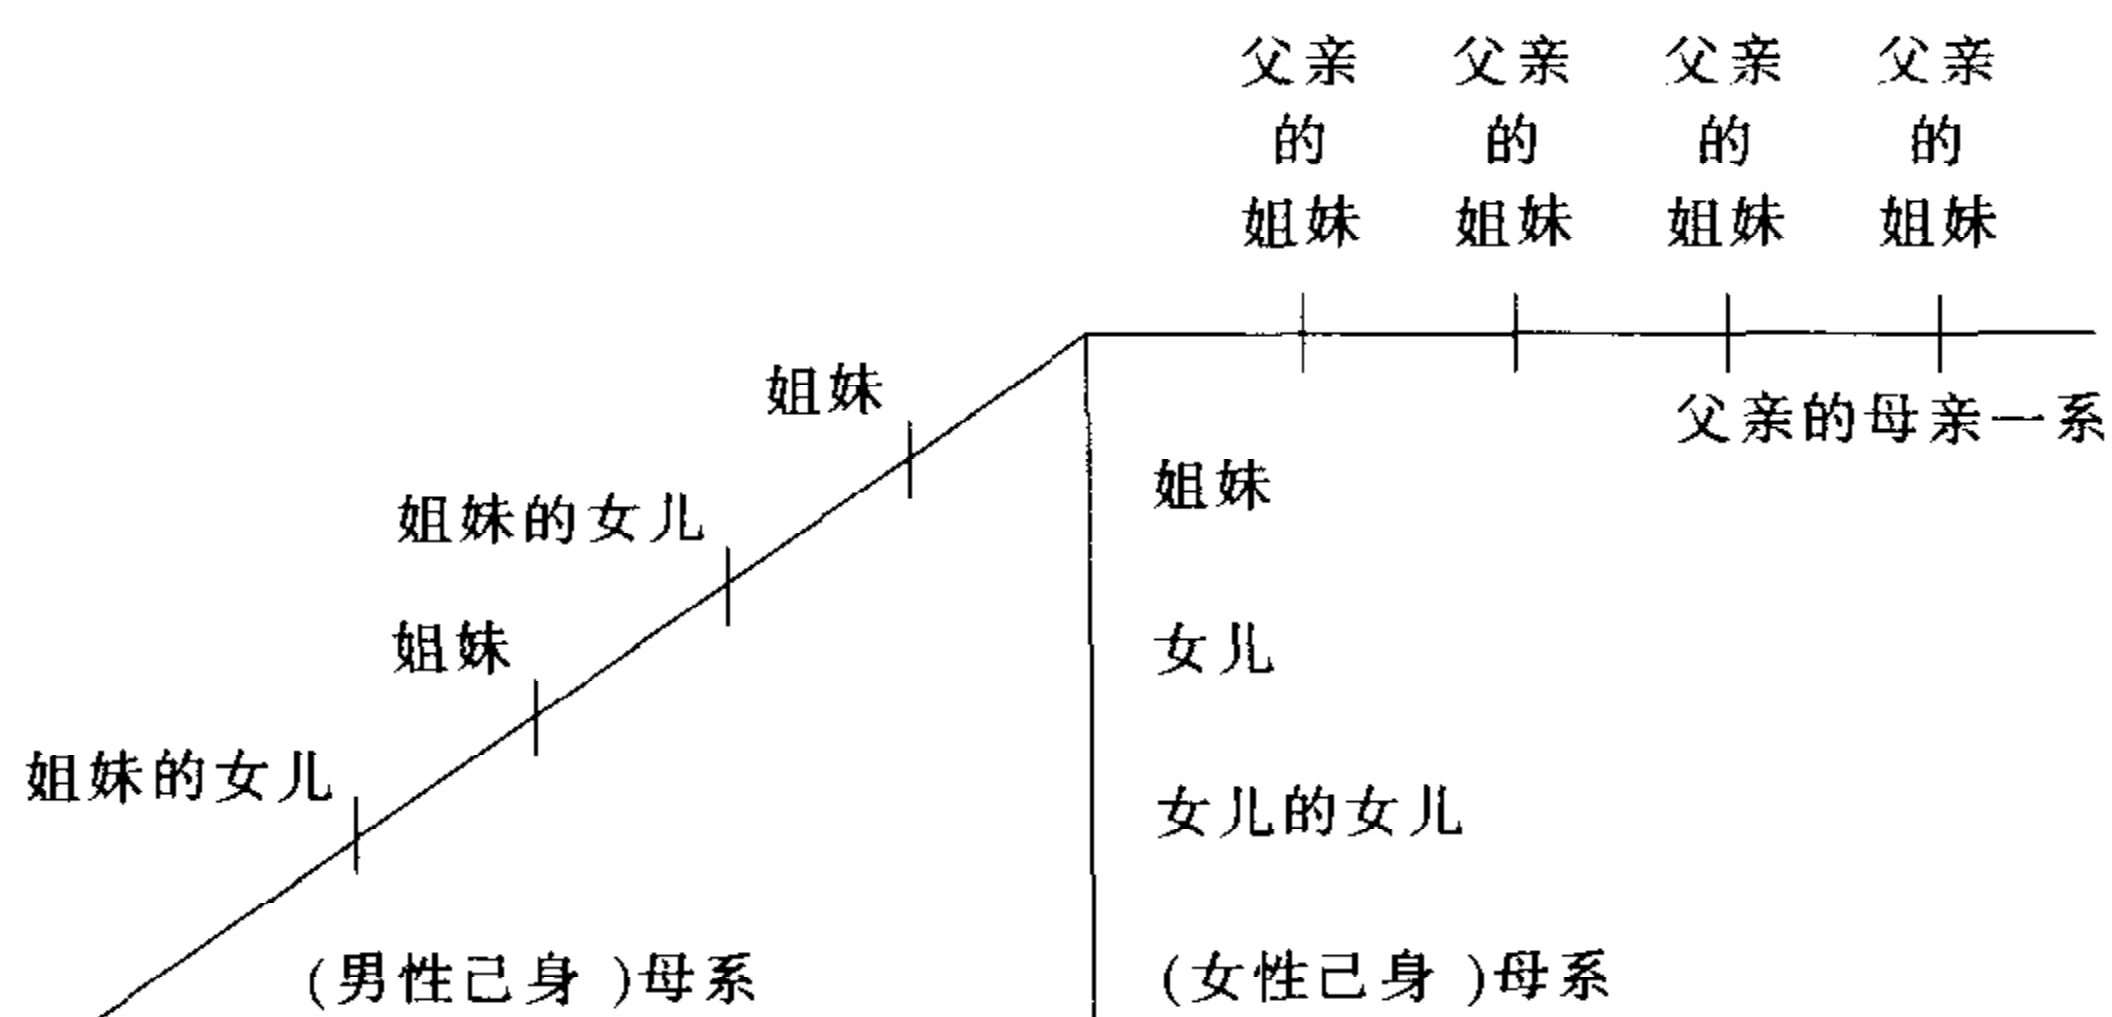 父亲 父亲 父亲 父亲
的 的 的 的
姐妹 姐妹 姐妹 姐妹
姐妹
父亲的母亲一系
姐妹
姐妹的女儿
姐妹
女儿
姐妹的女儿
女儿的女儿
(男性己身)母系
(女性己身)母系